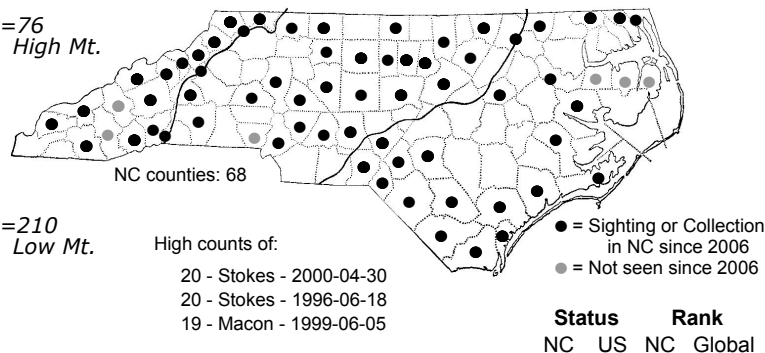 =76
High Mt.
NC counties: 68
=210
Low Mt.
High counts of:
20 - Stokes - 2000-04-30
20 - Stokes - 1996-06-18
19 - Macon - 1999-06-05
= Sighting or Collection
in NC since 2006
= Not seen since 2006
Status Rank
NC US NC Global